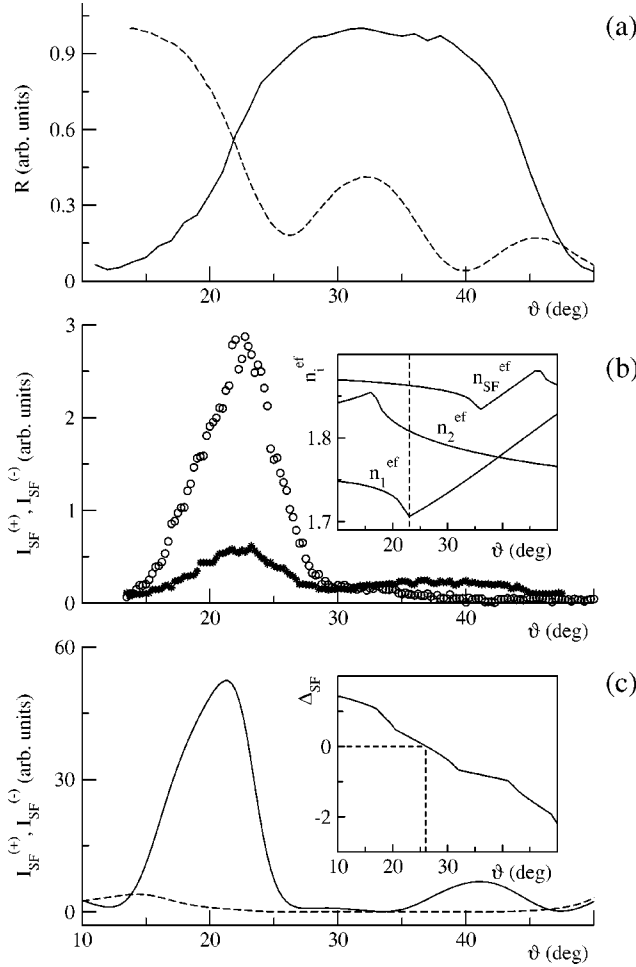 (a)
R (arb. units)
0.9
0.6
0.3
0
20
30
40
ϑ (deg)
(b)
I_SF^(+), I_SF^(-) (arb. units)
3
2
1
0
20
30
40
ϑ (deg)
n_i^ef
1.8
1.7
n_SF^ef
n_2^ef
n_1^ef
20
30
40
ϑ (deg)
(c)
I_SF^(+), I_SF^(-) (arb. units)
60
30
0
10
20
30
40
ϑ (deg)
Δ_SF
0
-2
10
20
30
40
ϑ (deg)